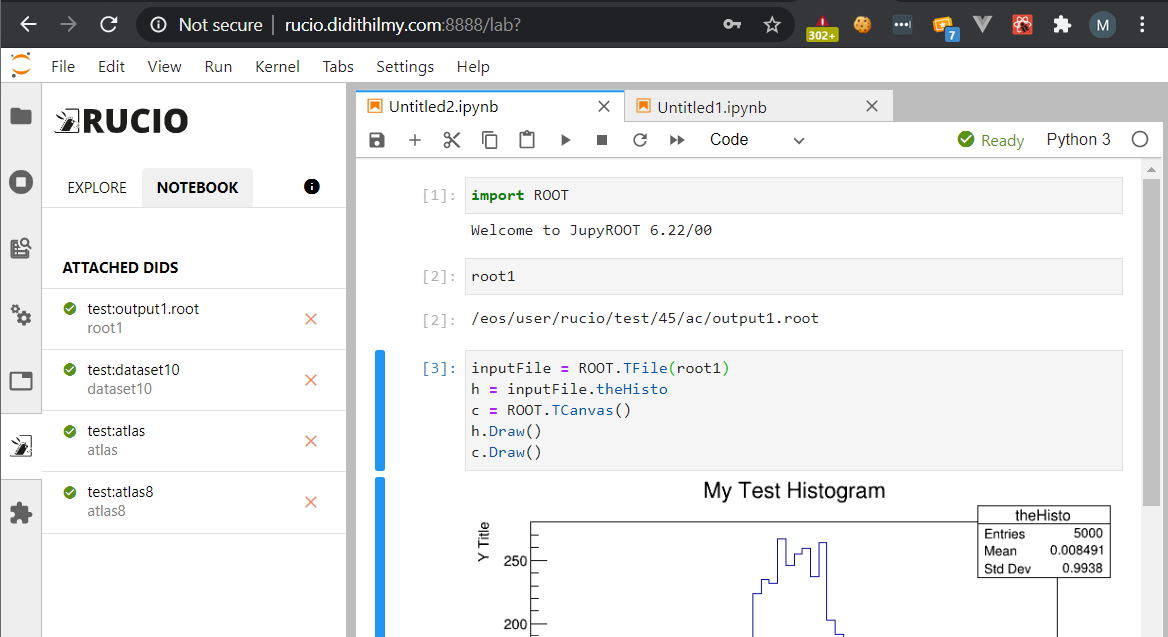 Not secure | rucio.didithilmy.com:8888/lab?
302+
7
M
File Edit View Run Kernel Tabs Settings Help
RUCIO
EXPLORE NOTEBOOK
ATTACHED DIDS
test:output1.root
root1
test:dataset10
dataset10
test:atlas
atlas
test:atlas8
atlas8
Untitled2.ipynb Untitled1.ipynb
Code Ready Python 3
[1]: import ROOT
Welcome to JupyROOT 6.22/00
[2]: root1
[2]: /eos/user/rucio/test/45/ac/output1.root
[3]: inputFile = ROOT.TFile(root1)
h = inputFile.theHisto
c = ROOT.TCanvas()
h.Draw()
c.Draw()
My Test Histogram
theHisto
Entries 5000
Mean 0.008491
Std Dev 0.9938
Y Title
250
200